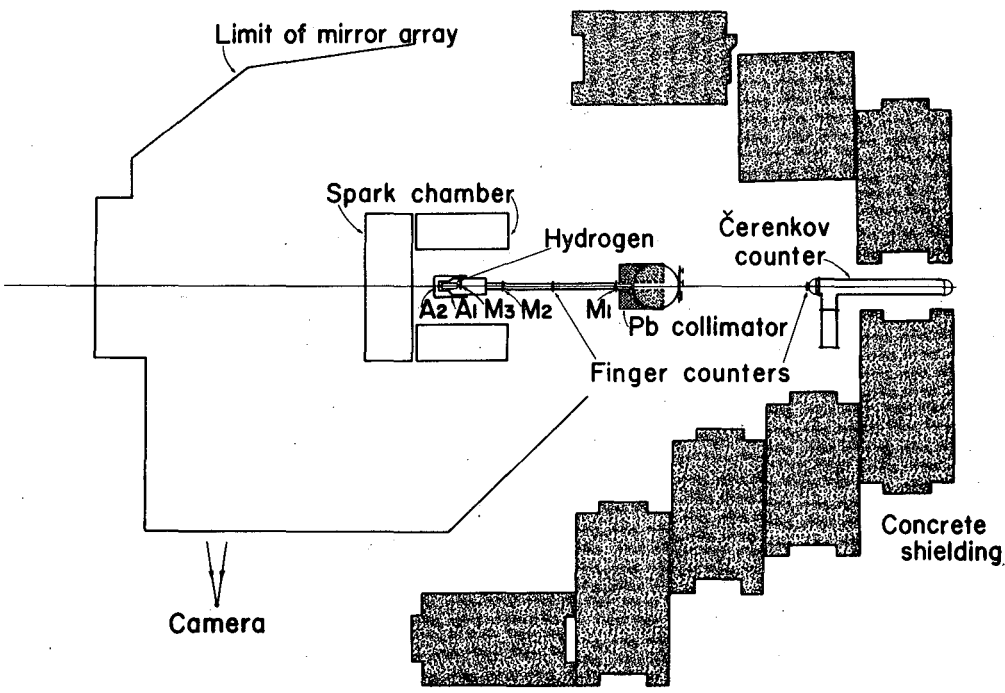 Limit of mirror array
Spark chamber
Hydrogen
Čerenkov
counter
A2 A1 M3 M2
M1
Pb collimator
Finger counters
Concrete
shielding
Camera